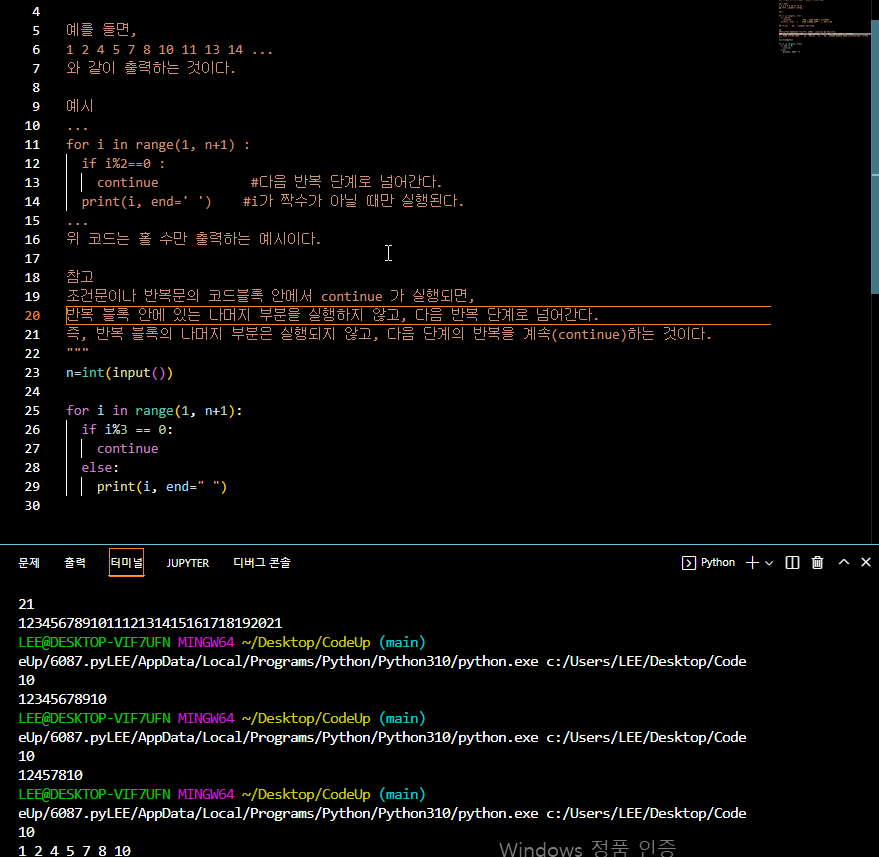 4
5 예를 들면,
6 1 2 4 5 7 8 10 11 13 14 ...
7 와 같이 출력하는 것이다.
8
9 예시
10 ...
11 for i in range(1, n+1) :
12 if i%2==0 :
13 continue #다음 반복 단계로 넘어간다.
14 print(i, end=' ') #i가 짝수가 아닐 때만 실행된다.
15 ...
16 위 코드는 홀 수만 출력하는 예시이다.
17
18 참고
19 조건문이나 반복문의 코드블록 안에서 continue 가 실행되면,
20 반복 블록 안에 있는 나머지 부분을 실행하지 않고, 다음 반복 단계로 넘어간다.
21 즉, 반복 블록의 나머지 부분은 실행되지 않고, 다음 단계의 반복을 계속(continue)하는 것이다.
22 """
23 n=int(input())
24
25 for i in range(1, n+1):
26 if i%3 == 0:
27 continue
28 else:
29 print(i, end=" ")
30
문제 출력 터미널 JUPYTER 디버그 콘솔 Python
21
123456789101112131415161718192021
LEE@DESKTOP-VIF7UFN MINGW64 ~/Desktop/CodeUp (main)
eUp/6087.pyLEE/AppData/Local/Programs/Python/Python310/python.exe c:/Users/LEE/Desktop/Code
10
12345678910
LEE@DESKTOP-VIF7UFN MINGW64 ~/Desktop/CodeUp (main)
eUp/6087.pyLEE/AppData/Local/Programs/Python/Python310/python.exe c:/Users/LEE/Desktop/Code
10
12457810
LEE@DESKTOP-VIF7UFN MINGW64 ~/Desktop/CodeUp (main)
eUp/6087.pyLEE/AppData/Local/Programs/Python/Python310/python.exe c:/Users/LEE/Desktop/Code
10
1 2 4 5 7 8 10
Windows 정품 인증